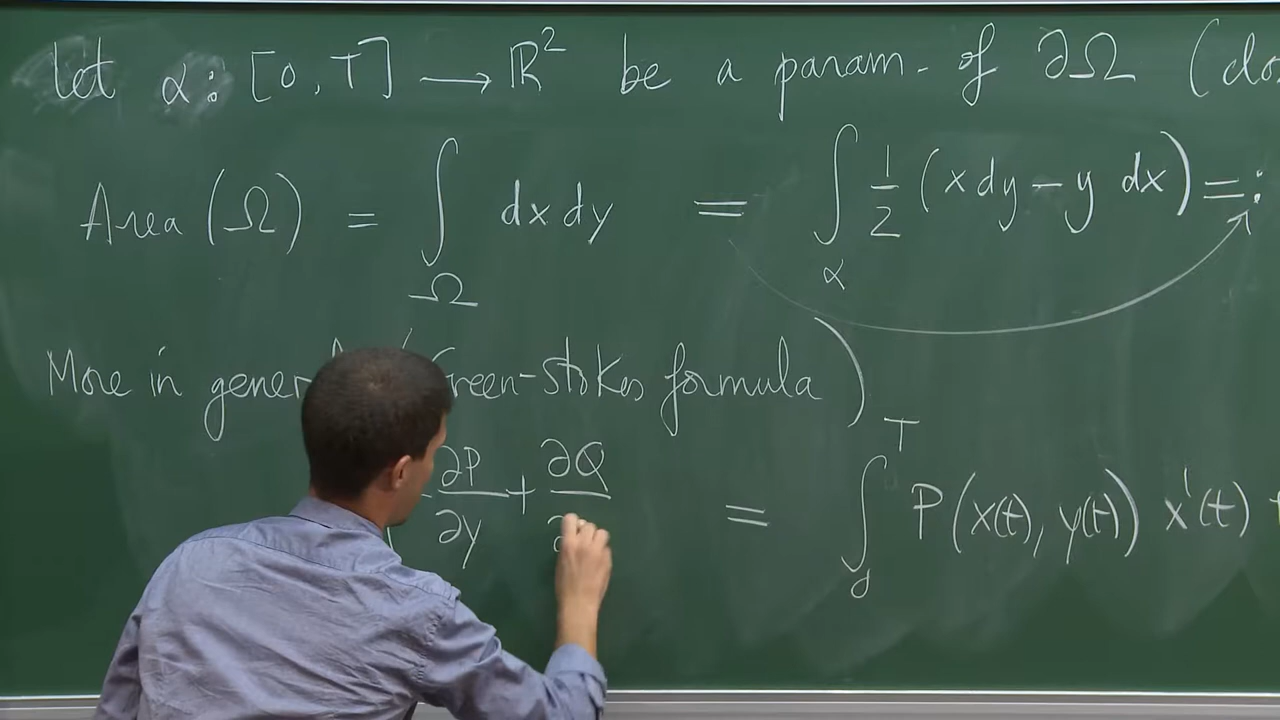 let α : [0, T] ⟶ ℝ² be a param. of ∂Ω (clo
Area (Ω) = ∫_Ω dx dy = ∫_α 1/2 (x dy − y dx) =:
More in gener (Green-Stokes formula)
− ∂P/∂y + ∂Q/∂ = ∫_0^T P(x(t), y(t)) x'(t) +